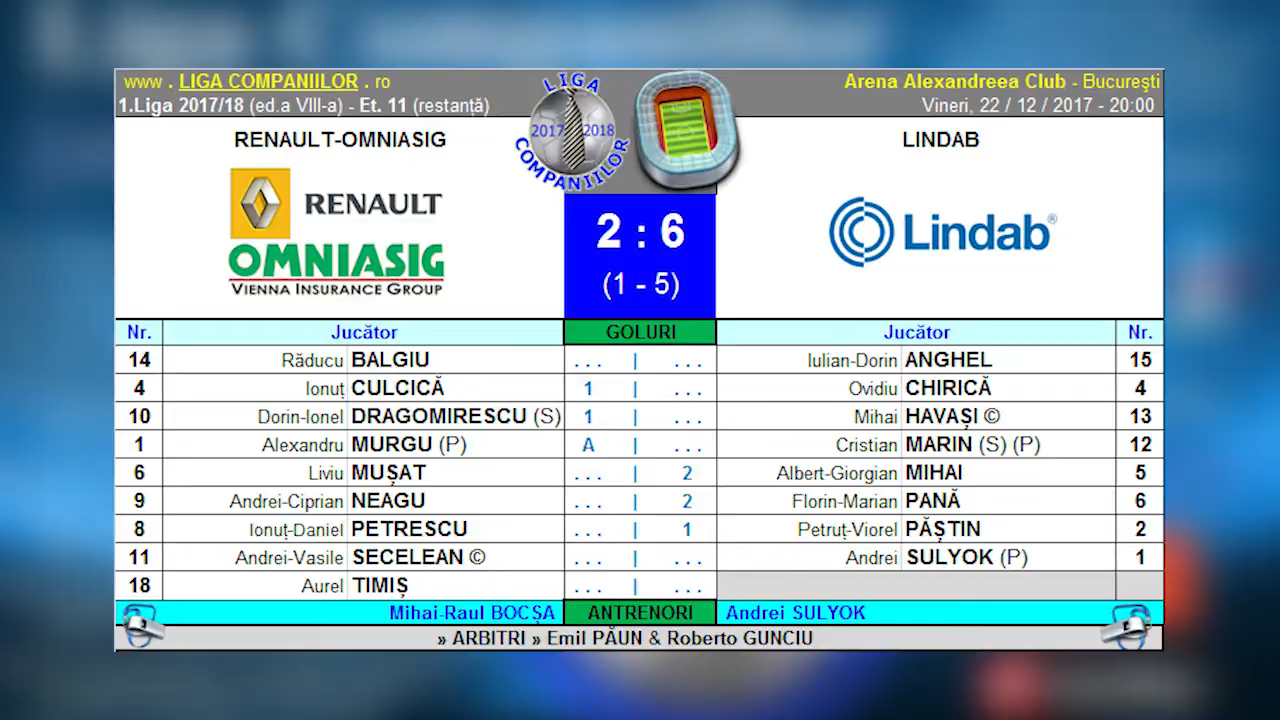 www . LIGA COMPANIILOR . ro
1.Liga 2017/18 (ed.a VIII-a) - Et. 11 (restanță)
LIGA
2017 2018
COMPANIILOR
Arena Alexandreea Club - Bucureşti
Vineri, 22 / 12 / 2017 - 20:00
RENAULT-OMNIASIG
LINDAB
RENAULT
OMNIASIG
VIENNA INSURANCE GROUP
2 : 6
(1 - 5)
Lindab®
Nr. Jucător GOLURI Jucător Nr.
14 Răducu BALGIU ... | ... Iulian-Dorin ANGHEL 15
4 Ionuț CULCICĂ 1 | ... Ovidiu CHIRICĂ 4
10 Dorin-Ionel DRAGOMIRESCU (S) 1 | ... Mihai HAVAȘI © 13
1 Alexandru MURGU (P) A | ... Cristian MARIN (S) (P) 12
6 Liviu MUȘAT ... | 2 Albert-Giorgian MIHAI 5
9 Andrei-Ciprian NEAGU ... | 2 Florin-Marian PANĂ 6
8 Ionuț-Daniel PETRESCU ... | 1 Petruț-Viorel PĂȘTIN 2
11 Andrei-Vasile SECELEAN © ... | ... Andrei SULYOK (P) 1
18 Aurel TIMIȘ ... | ...
Mihai-Raul BOCȘA ANTRENORI Andrei SULYOK
» ARBITRI » Emil PĂUN & Roberto GUNCIU